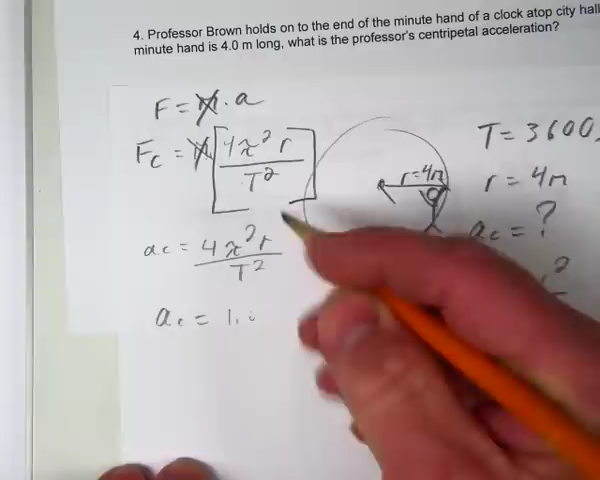 4. Professor Brown holds on to the end of the minute hand of a clock atop city hall
minute hand is 4.0 m long, what is the professor's centripetal acceleration?
F = m · a
Fc = m [4π²r / T²]
ac = 4π²r / T²
ac = 1.0
r=4m
T = 3600
r = 4m
ac = ?
2